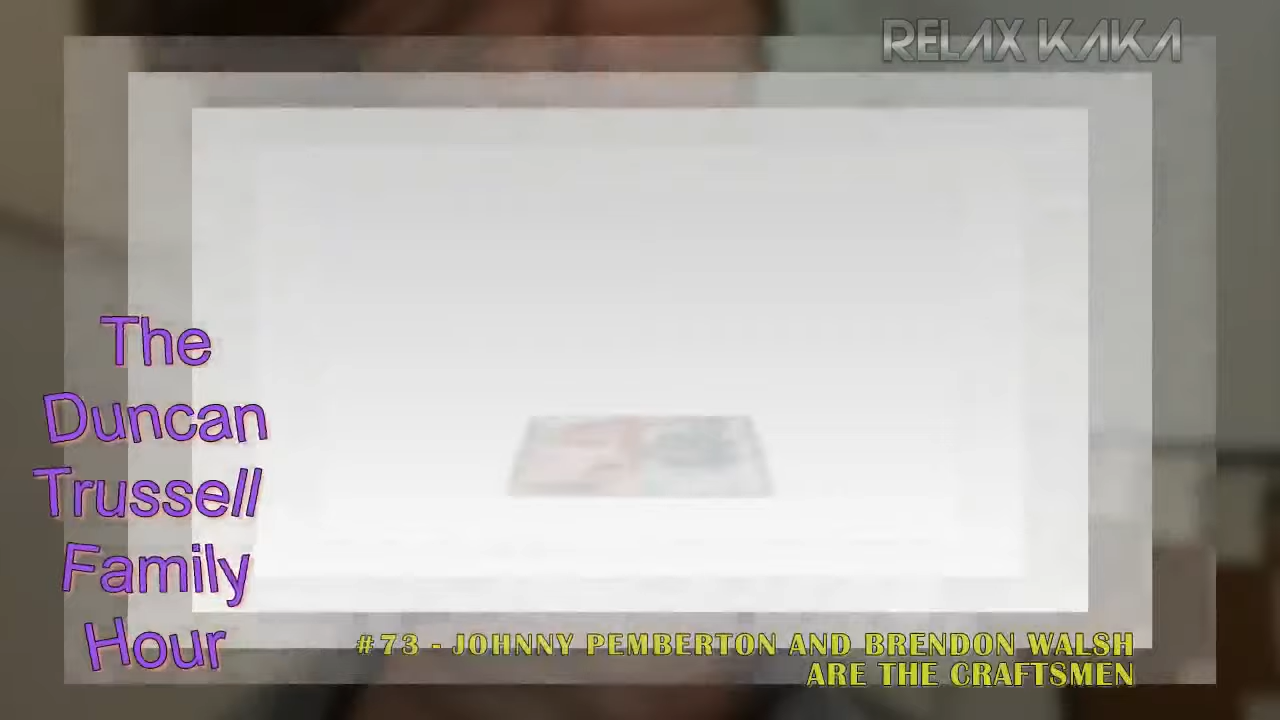 RELAX KAKA
The
Duncan
Trussell
Family
Hour
#73 - JOHNNY PEMBERTON AND BRENDON WALSH
ARE THE CRAFTSMEN